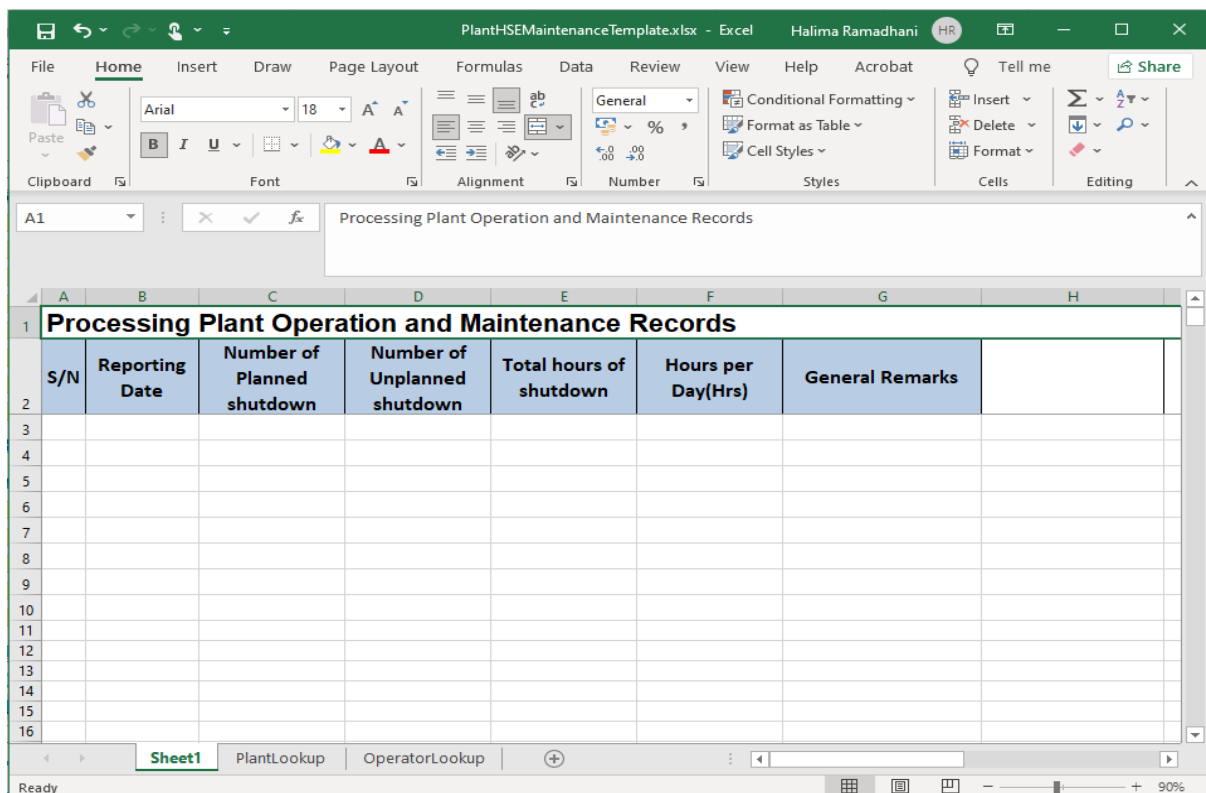 PlantHSEMaintenanceTemplate.xlsx - Excel Halima Ramadhani HR
File Home Insert Draw Page Layout Formulas Data Review View Help Acrobat Tell me Share
Paste
Arial 18 A A
ab
c
General
Conditional Formatting
Insert
Σ
A
Z
Format as Table
Delete
B I U A
% ,
Cell Styles
Format
.00 .00
.0
Clipboard Font Alignment Number Styles Cells Editing
A1 fx Processing Plant Operation and Maintenance Records
A B C D E F G H
1 Processing Plant Operation and Maintenance Records
2 S/N
Reporting
Date
Number of
Planned
shutdown
Number of
Unplanned
shutdown
Total hours of
shutdown
Hours per
Day(Hrs)
General Remarks
3
4
5
6
7
8
9
10
11
12
13
14
15
16
Sheet1 PlantLookup OperatorLookup
Ready 90%